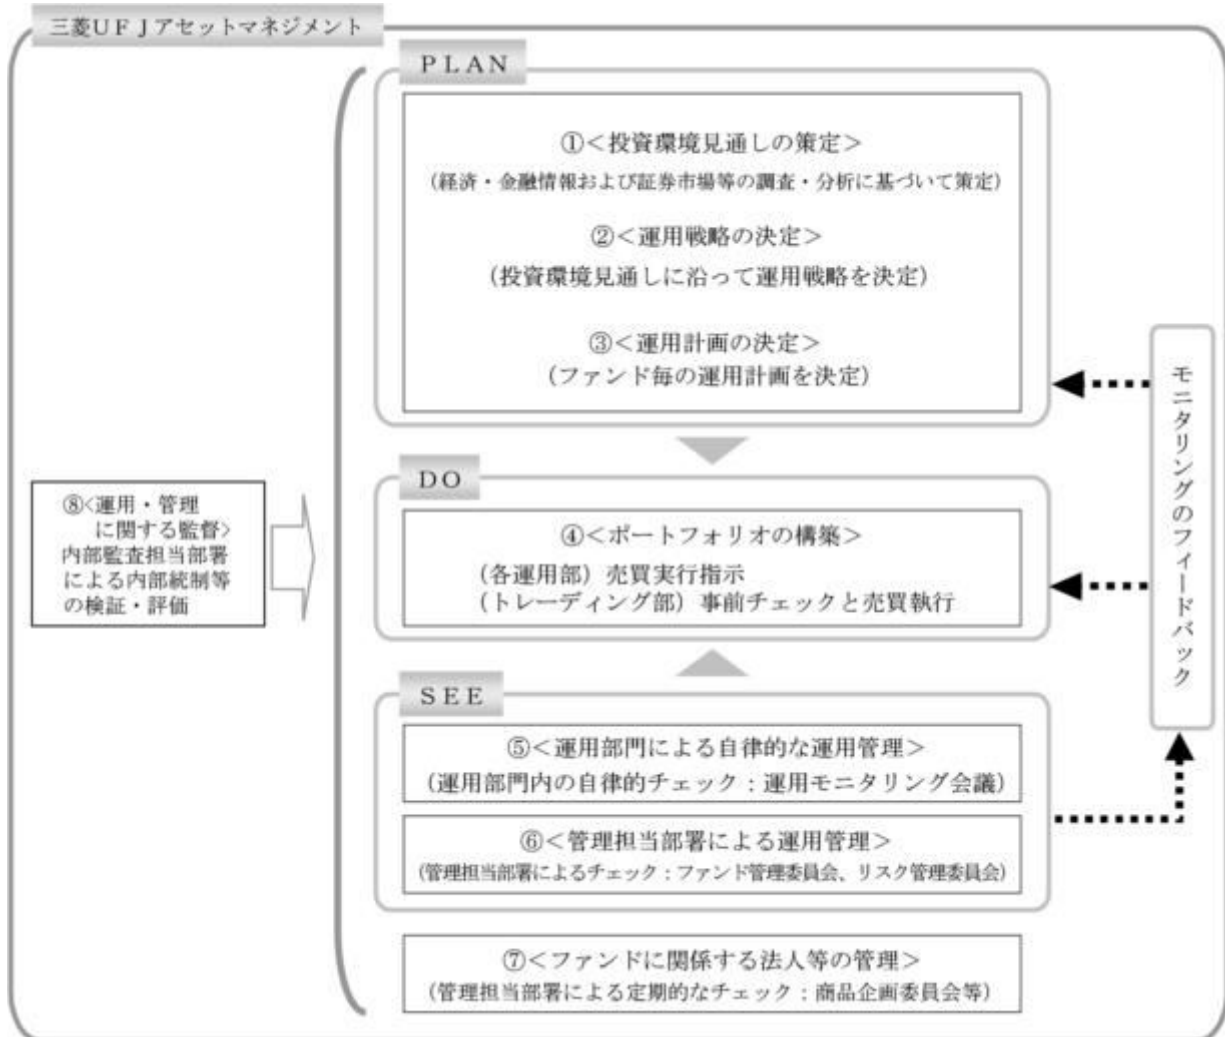 三菱ＵＦＪアセットマネジメント
ＰＬＡＮ
①＜投資環境見通しの策定＞
（経済・金融情報および証券市場等の調査・分析に基づいて策定）
②＜運用戦略の決定＞
（投資環境見通しに沿って運用戦略を決定）
③＜運用計画の決定＞
（ファンド毎の運用計画を決定）
ＤＯ
④＜ポートフォリオの構築＞
（各運用部）売買実行指示
（トレーディング部）事前チェックと売買執行
ＳＥＥ
⑤＜運用部門による自律的な運用管理＞
（運用部門内の自律的チェック：運用モニタリング会議）
⑥＜管理担当部署による運用管理＞
（管理担当部署によるチェック：ファンド管理委員会、リスク管理委員会）
⑦＜ファンドに関係する法人等の管理＞
（管理担当部署による定期的なチェック：商品企画委員会等）
⑧<運用・管理
に関する監督>
内部監査担当部署
による内部統制等
の検証・評価
モニタリングのフィードバック